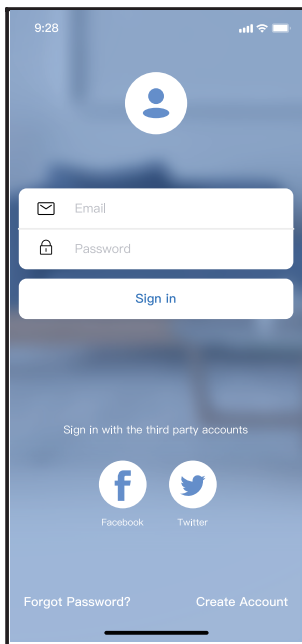 9:28
Email
Password
Sign in
Sign in with the third party accounts
Facebook Twitter
Forgot Password? Create Account